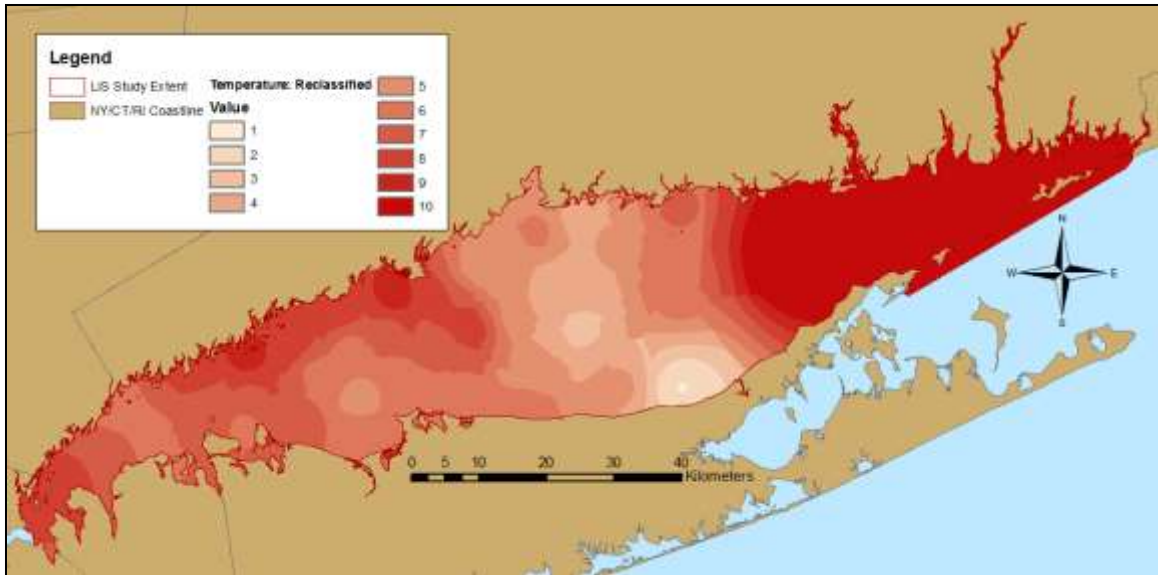 Legend
LIS Study Extent
NY/CT/RI Coastline
Temperature: Reclassified
Value
1
2
3
4
5
6
7
8
9
10
N
W E
S
0 5 10 20 30 40
Kilometers